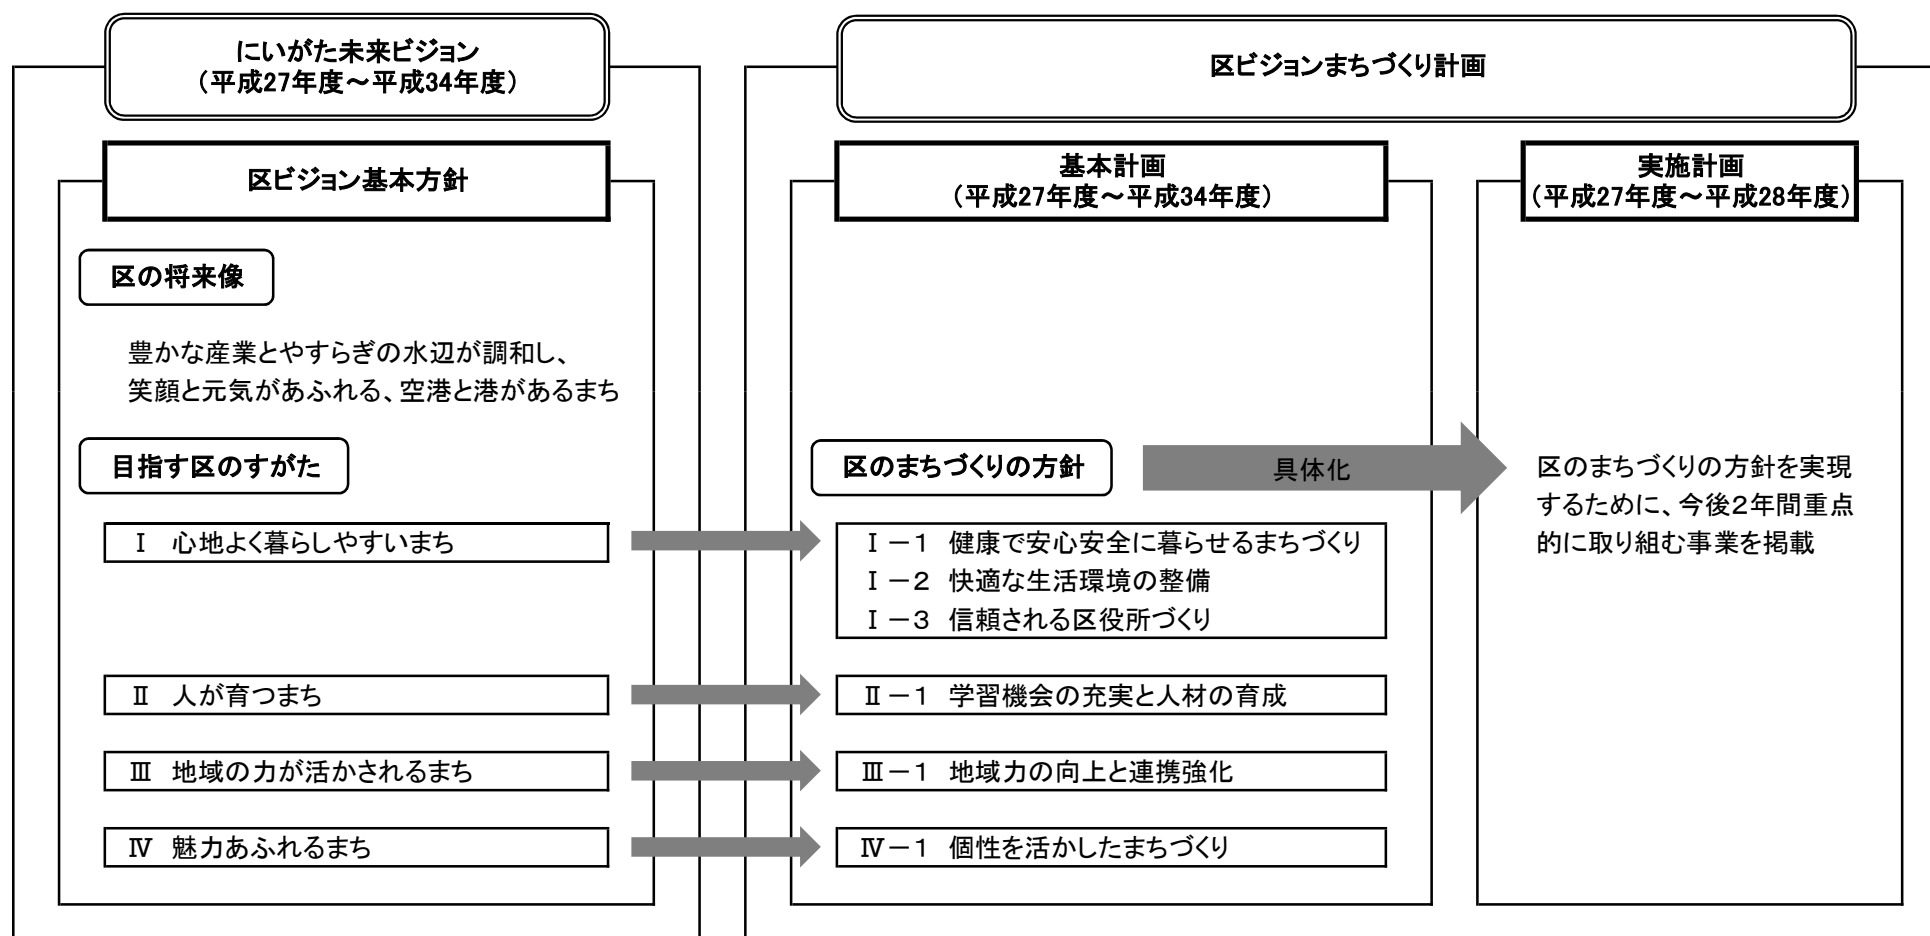 にいがた未来ビジョン
（平成27年度～平成34年度）
区ビジョンまちづくり計画
区ビジョン基本方針
基本計画
（平成27年度～平成34年度）
実施計画
（平成27年度～平成28年度）
区の将来像
豊かな産業とやすらぎの水辺が調和し、
笑顔と元気があふれる、空港と港があるまち
目指す区のすがた
区のまちづくりの方針
具体化
区のまちづくりの方針を実現
するために、今後２年間重点
的に取り組む事業を掲載
Ⅰ 心地よく暮らしやすいまち
Ⅰ－１ 健康で安心安全に暮らせるまちづくり
Ⅰ－２ 快適な生活環境の整備
Ⅰ－３ 信頼される区役所づくり
Ⅱ 人が育つまち
Ⅱ－１ 学習機会の充実と人材の育成
Ⅲ 地域の力が活かされるまち
Ⅲ－１ 地域力の向上と連携強化
Ⅳ 魅力あふれるまち
Ⅳ－１ 個性を活かしたまちづくり